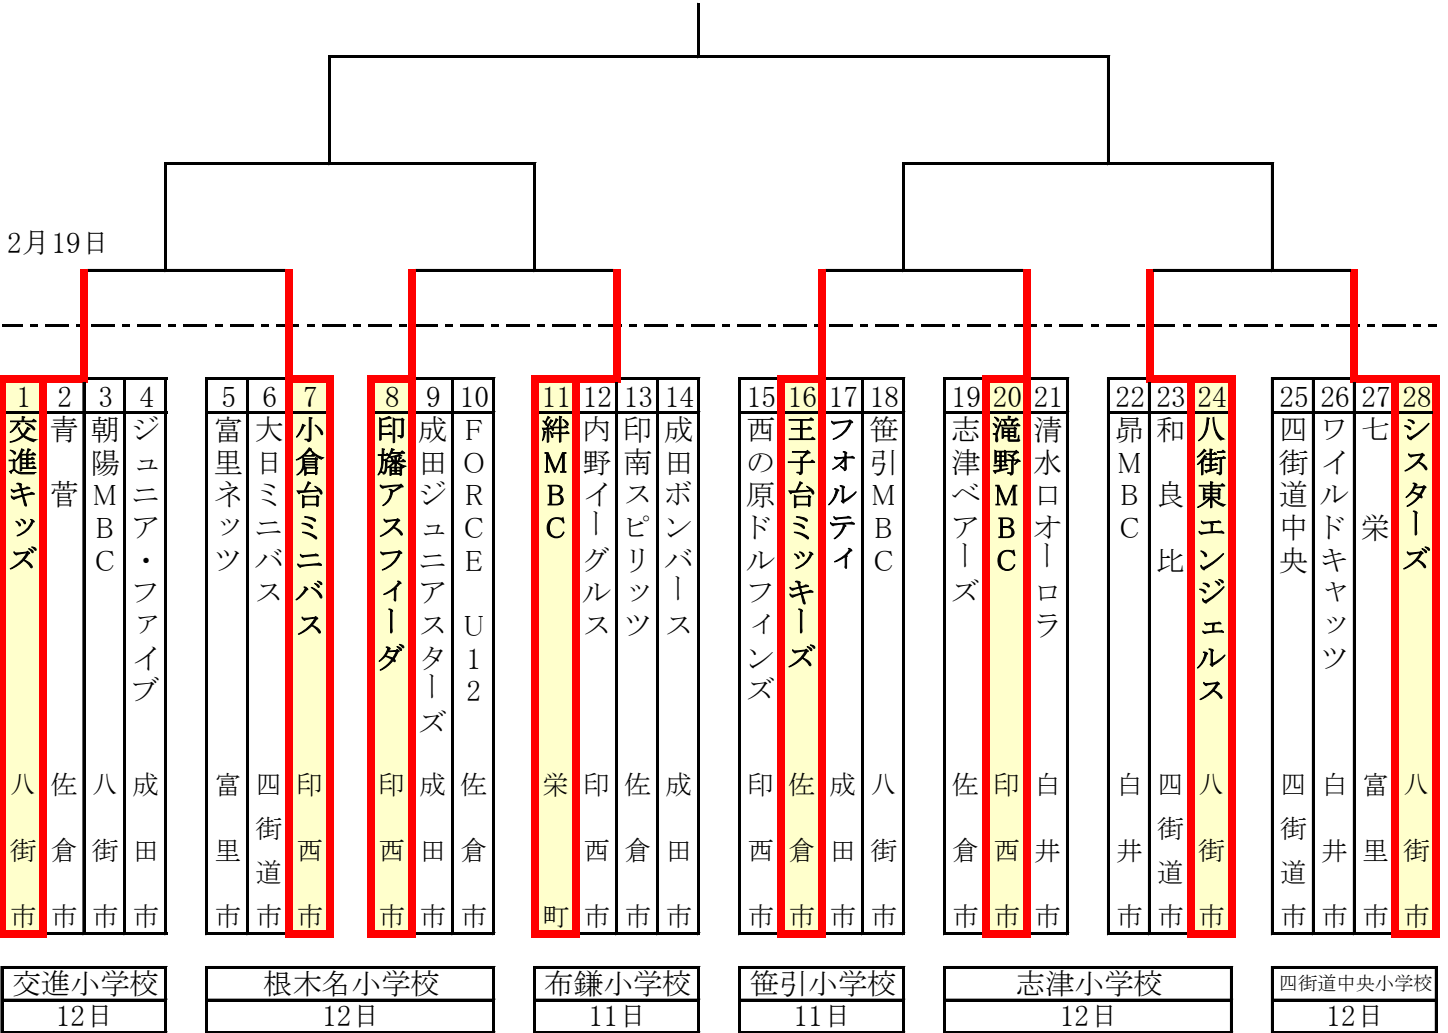 2月19日
1 2 3 4 5 6 7 8 9 10 11 12 13 14 15 16 17 18 19 20 21 22 23 24 25 26 27 28
交進キッズ 八街市
青菅 佐倉市
朝陽MBC 八街市
ジュニア・ファイブ 成田市
富里ネッツ 富里市
大日ミニバス 四街道市
小倉台ミニバス 印西市
印旛アスフィーダ 印西市
成田ジュニアスターズ 成田市
FORCE U12 佐倉市
絆MBC 栄町
内野イーグルス 印西市
印南スピリッツ 佐倉市
成田ボンバース 成田市
西の原ドルフィンズ 印西市
王子台ミッキーズ 佐倉市
フォルテイ 成田市
笹引MBC 八街市
志津ベアーズ 佐倉市
滝野MBC 印西市
清水口オーロラ 白井市
昴MBC 白井市
和良比 四街道市
八街東エンジェルス 八街市
四街道中央 四街道市
ワイルドキャッツ 白井市
七栄 富里市
シスターズ 八街市
交進小学校 根木名小学校 布鎌小学校 笹引小学校 志津小学校 四街道中央小学校
12日 12日 11日 11日 12日 12日